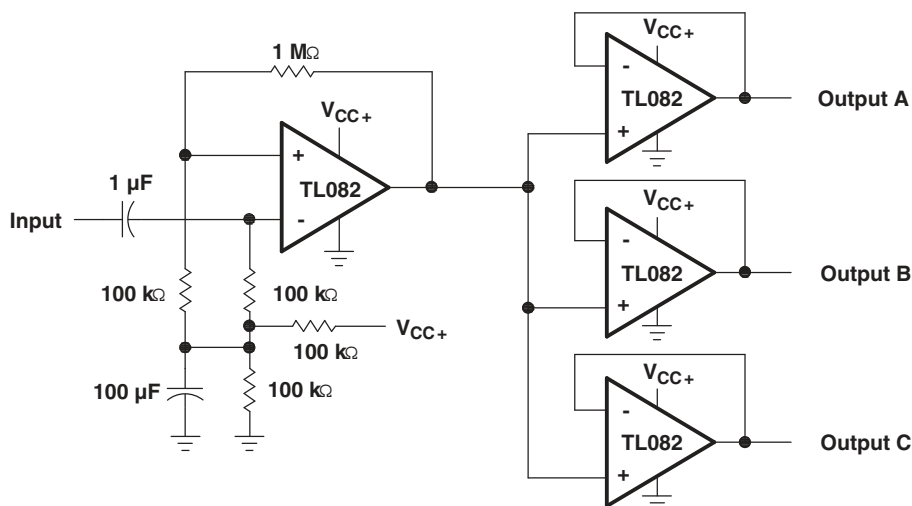 1 MΩ
VCC+
+
TL082
-
1 µF
Input
100 kΩ
100 kΩ
VCC+
100 kΩ
100 µF
100 kΩ
VCC+
-
TL082
+
Output A
VCC+
-
TL082
+
Output B
VCC+
-
TL082
+
Output C